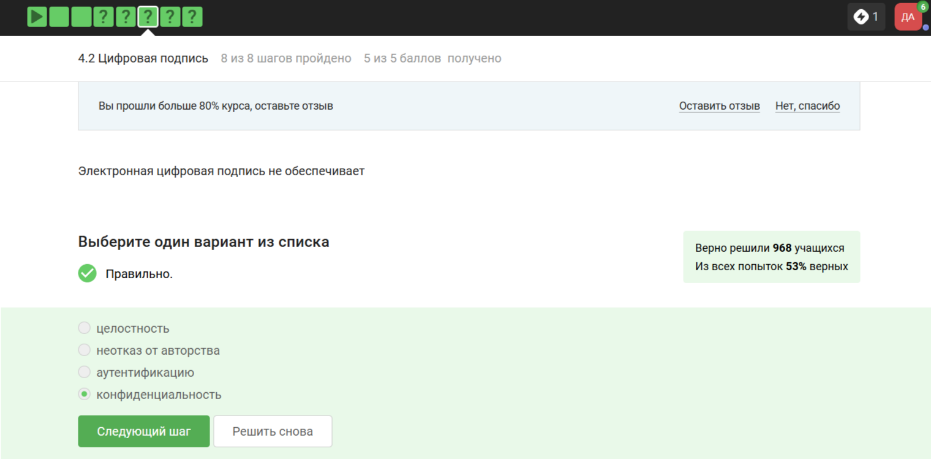 ? ? ? ? ?
1
ДА
6
4.2 Цифровая подпись 8 из 8 шагов пройдено 5 из 5 баллов получено
Вы прошли больше 80% курса, оставьте отзыв Оставить отзыв Нет, спасибо
Электронная цифровая подпись не обеспечивает
Выберите один вариант из списка
Правильно.
Верно решили 968 учащихся
Из всех попыток 53% верных
целостность
неотказ от авторства
аутентификацию
конфиденциальность
Следующий шаг Решить снова